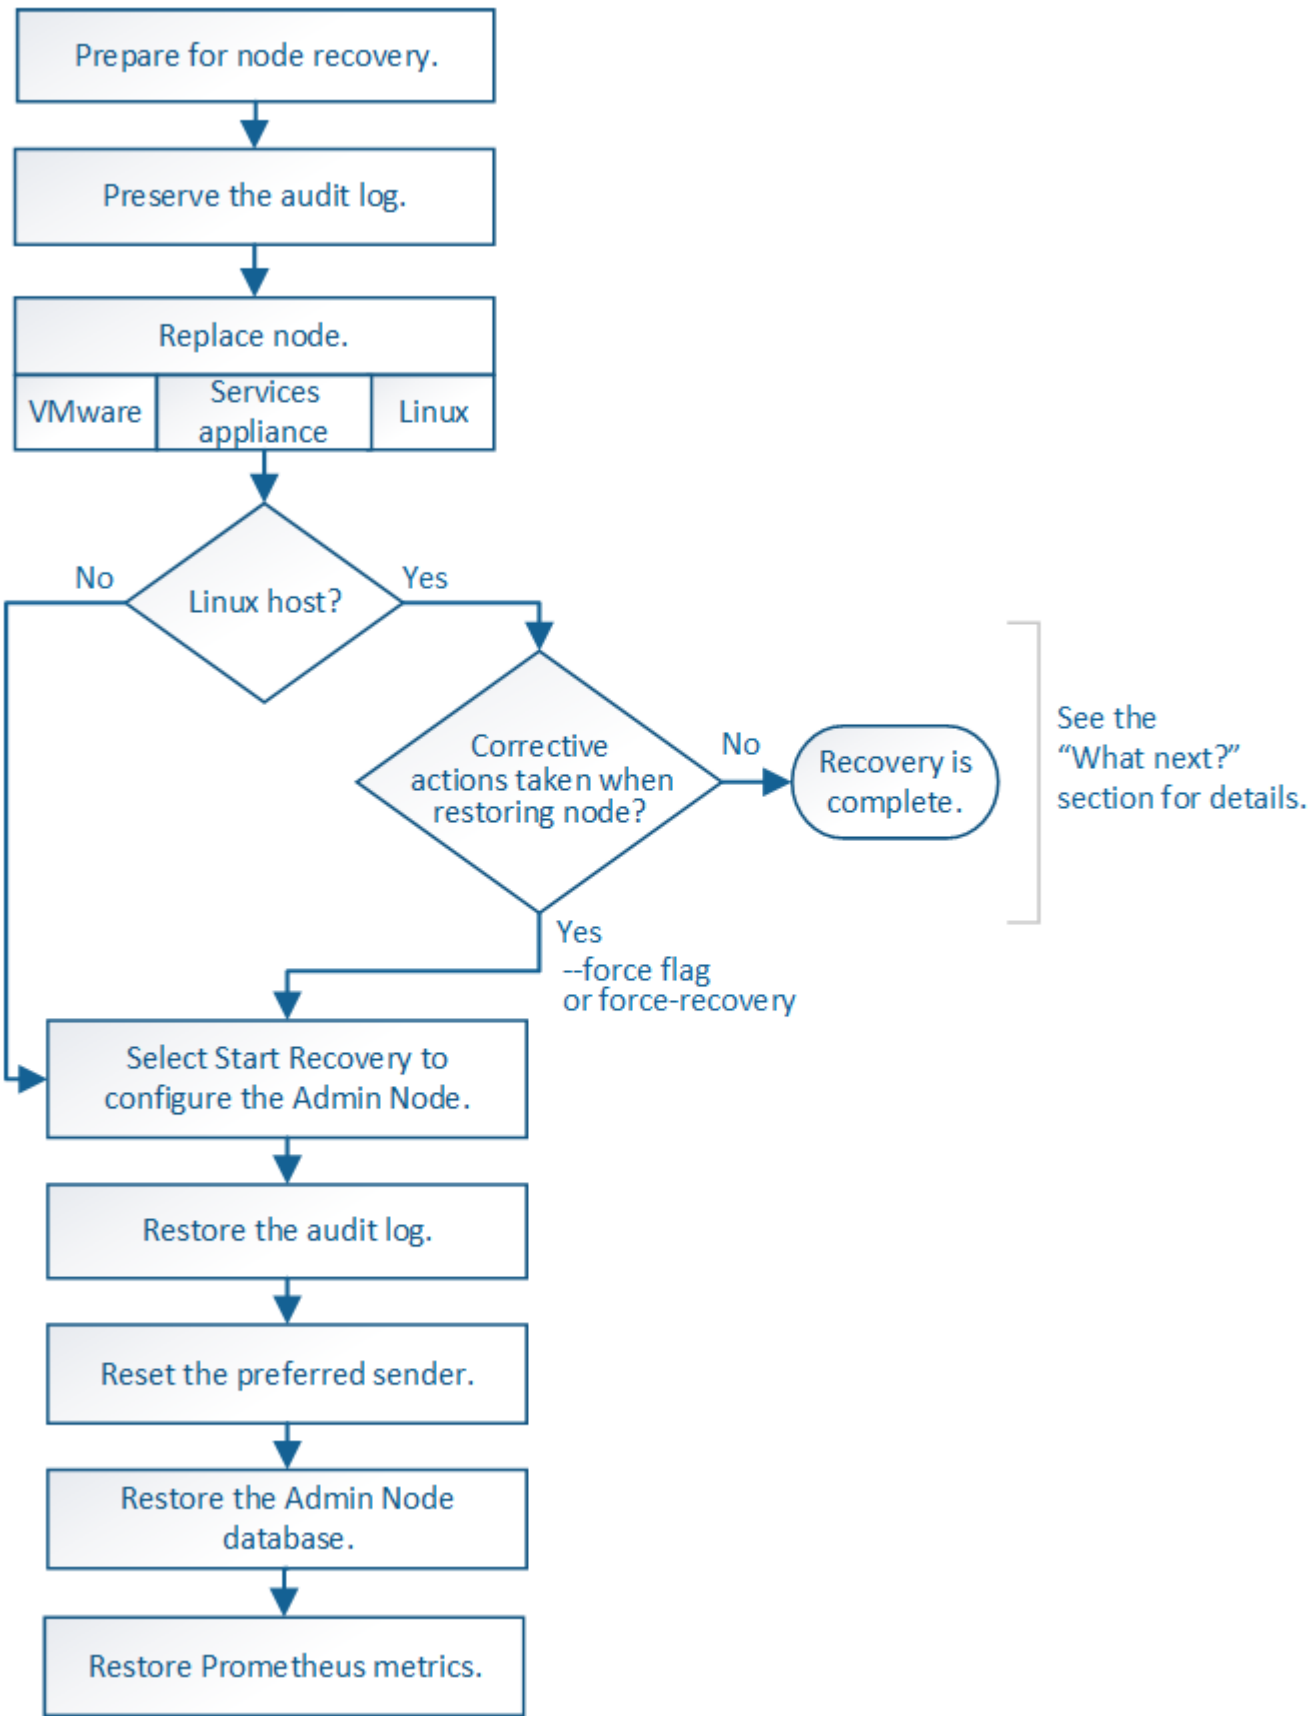 Prepare for node recovery.
Preserve the audit log.
Replace node.
VMware
Services
appliance
Linux
Linux host?
No
Yes
Corrective
actions taken when
restoring node?
No
Recovery is
complete.
See the
“What next?”
section for details.
Yes
--force flag
or force-recovery
Select Start Recovery to
configure the Admin Node.
Restore the audit log.
Reset the preferred sender.
Restore the Admin Node
database.
Restore Prometheus metrics.